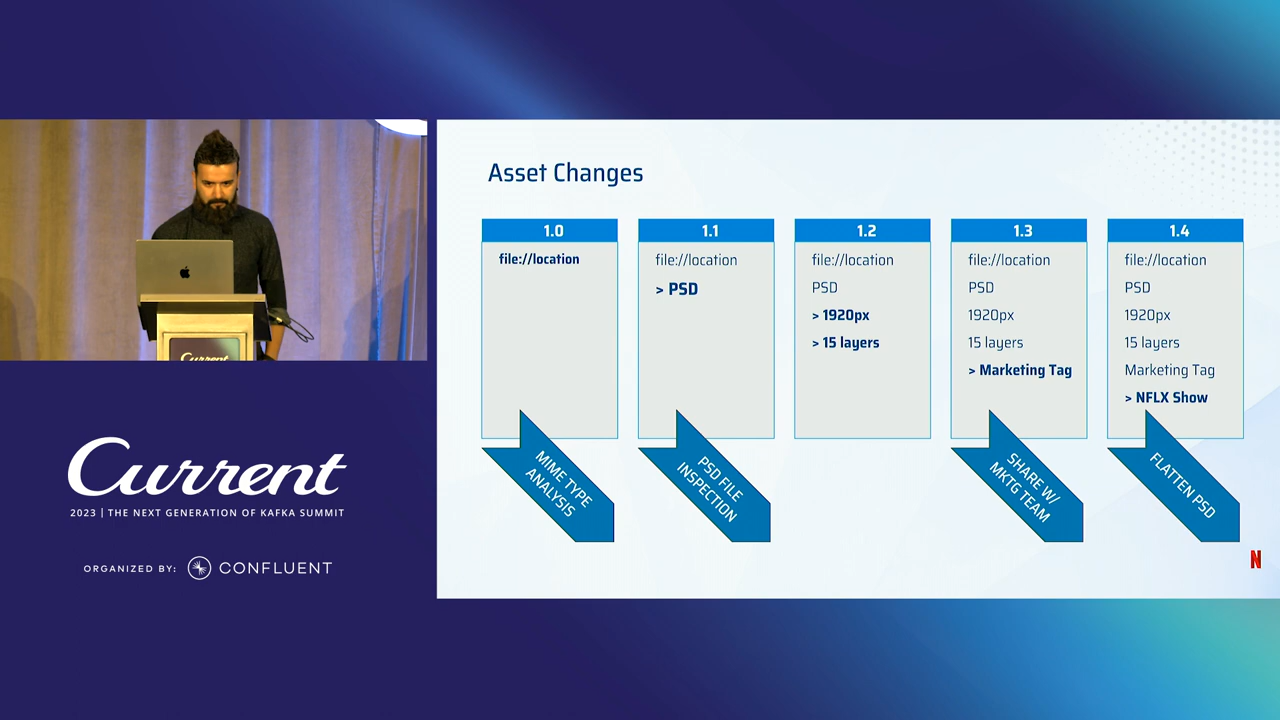 Asset Changes
1.0
file://location
MIME TYPE
ANALYSIS
1.1
file://location
> PSD
PSD FILE
INSPECTION
1.2
file://location
PSD
> 1920px
> 15 layers
1.3
file://location
PSD
1920px
15 layers
> Marketing Tag
SHARE W/
MKTG TEAM
1.4
file://location
PSD
1920px
15 layers
Marketing Tag
> NFLX Show
FLATTEN PSD
N
Current
Current
2023 | THE NEXT GENERATION OF KAFKA SUMMIT
ORGANIZED BY: CONFLUENT